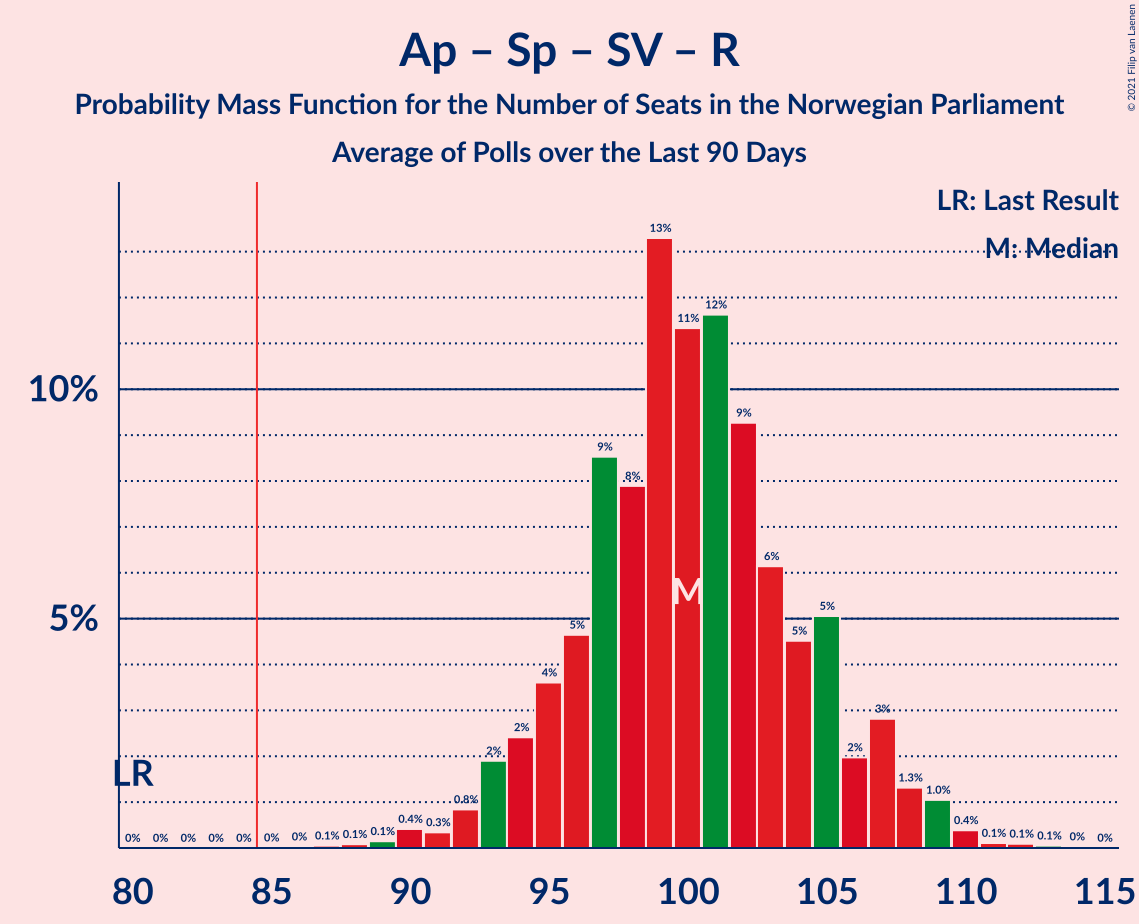 Ap – Sp – SV – R
Probability Mass Function for the Number of Seats in the Norwegian Parliament
Average of Polls over the Last 90 Days
© 2021 Filip van Laenen
LR: Last Result
M: Median
10%
5%
LR
M
0% 0% 0% 0% 0% 0% 0% 0.1% 0.1% 0.1% 0.4% 0.3% 0.8% 2% 2% 4% 5% 9% 8% 13% 11% 12% 9% 6% 5% 5% 2% 3% 1.3% 1.0% 0.4% 0.1% 0.1% 0.1% 0% 0%
80 85 90 95 100 105 110 115